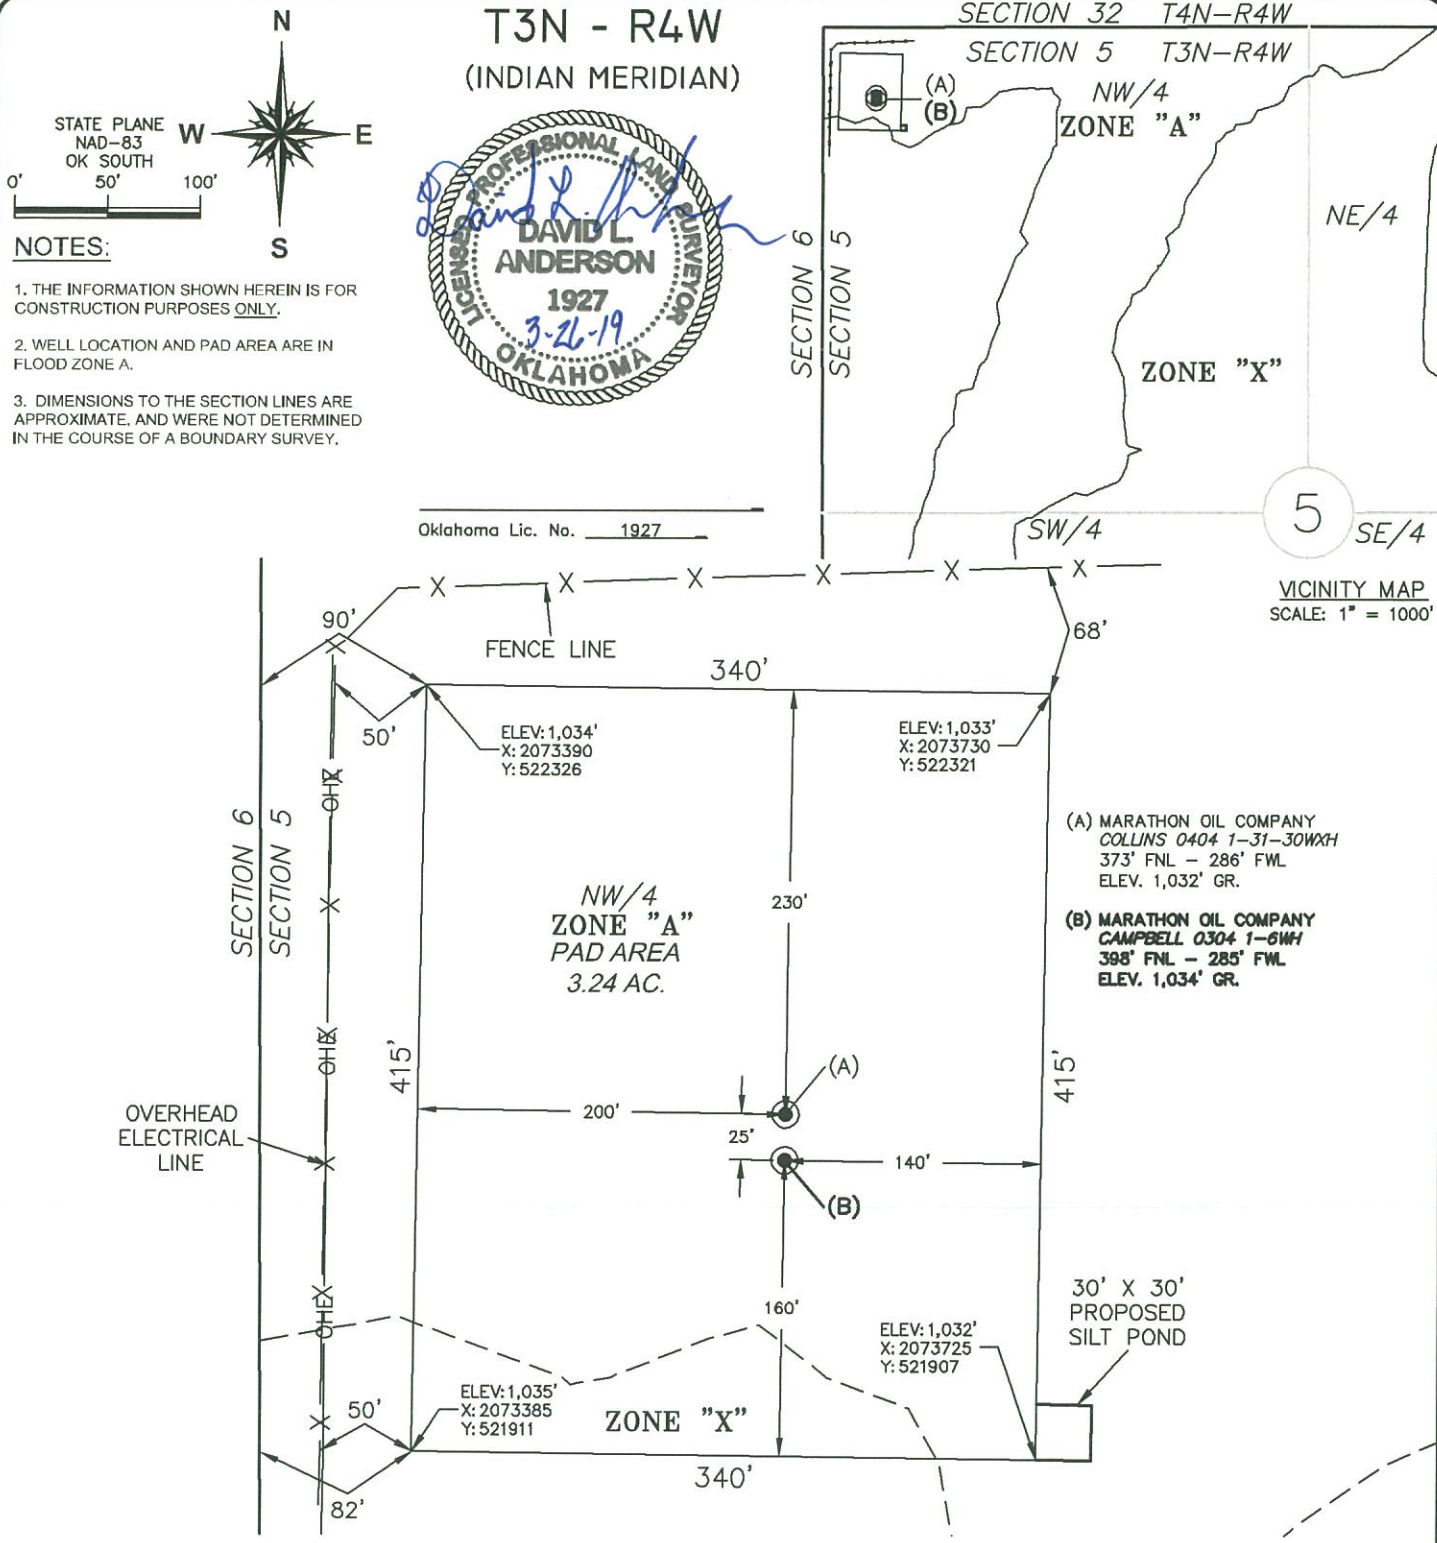 N
W
E
S
STATE PLANE
NAD-83
OK SOUTH
0' 50' 100'
NOTES:
1. THE INFORMATION SHOWN HEREIN IS FOR
CONSTRUCTION PURPOSES ONLY.
2. WELL LOCATION AND PAD AREA ARE IN
FLOOD ZONE A.
3. DIMENSIONS TO THE SECTION LINES ARE
APPROXIMATE, AND WERE NOT DETERMINED
IN THE COURSE OF A BOUNDARY SURVEY.
T3N - R4W
(INDIAN MERIDIAN)
LICENSED PROFESSIONAL LAND SURVEYOR
David L.
DAVID L.
ANDERSON
1927
3-26-19
OKLAHOMA
Oklahoma Lic. No. 1927
SECTION 32 T4N-R4W
SECTION 5 T3N-R4W
(A)
(B)
NW/4
ZONE "A"
NE/4
SECTION 6
SECTION 5
ZONE "X"
5
SW/4
SE/4
VICINITY MAP
SCALE: 1" = 1000'
X X X X X X
90'
FENCE LINE
68'
340'
50'
ELEV: 1,034'
X: 2073390
Y: 522326
ELEV: 1,033'
X: 2073730
Y: 522321
SECTION 6
SECTION 5
OHE
X
OHE
X
OHE
X
(A) MARATHON OIL COMPANY
COLLINS 0404 1-31-30WXH
373' FNL - 286' FWL
ELEV. 1,032' GR.
(B) MARATHON OIL COMPANY
CAMPBELL 0304 1-6WH
398' FNL - 285' FWL
ELEV. 1,034' GR.
NW/4
ZONE "A"
PAD AREA
3.24 AC.
230'
415'
415'
(A)
200'
25'
140'
(B)
OVERHEAD
ELECTRICAL
LINE
160'
30' X 30'
PROPOSED
SILT POND
ELEV: 1,032'
X: 2073725
Y: 521907
ELEV: 1,035'
X: 2073385
Y: 521911
ZONE "X"
50'
82'
340'